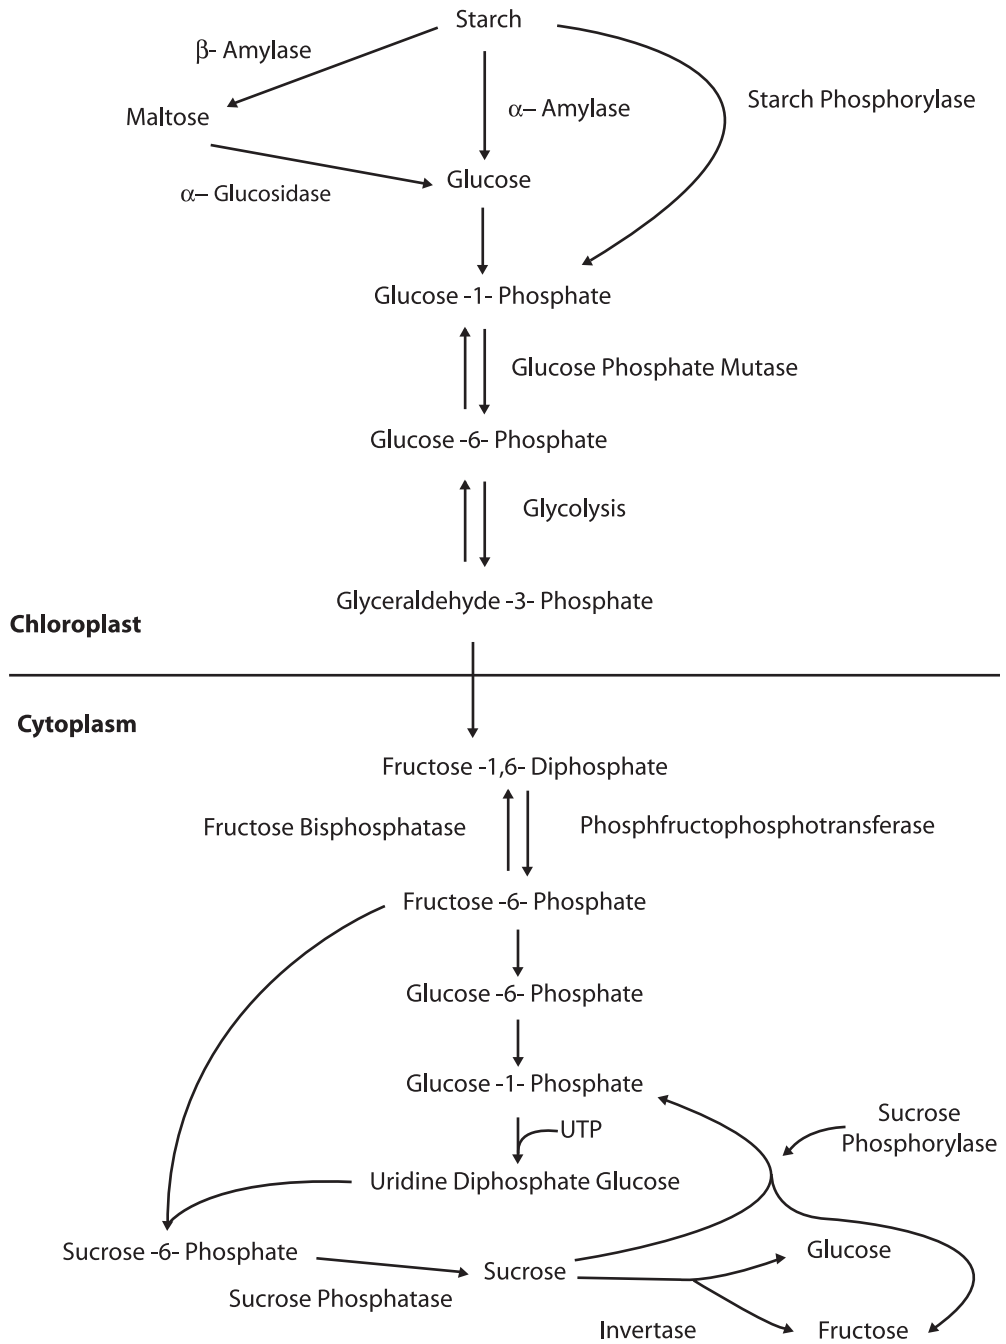 Starch
β- Amylase
Starch Phosphorylase
Maltose
α– Amylase
Glucose
α– Glucosidase
Glucose -1- Phosphate
Glucose Phosphate Mutase
Glucose -6- Phosphate
Glycolysis
Glyceraldehyde -3- Phosphate
Chloroplast
Cytoplasm
Fructose -1,6- Diphosphate
Fructose Bisphosphatase
Phosphfructophosphotransferase
Fructose -6- Phosphate
Glucose -6- Phosphate
Glucose -1- Phosphate
Sucrose
Phosphorylase
UTP
Uridine Diphosphate Glucose
Sucrose -6- Phosphate
Glucose
Sucrose
Sucrose Phosphatase
Invertase
Fructose